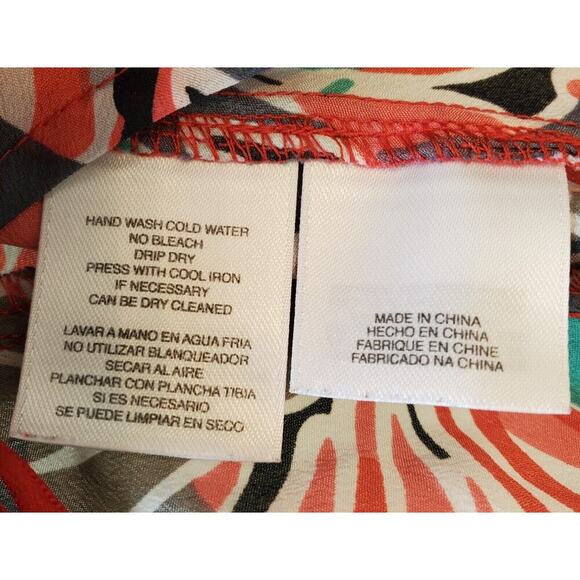 HAND WASH COLD WATER
NO BLEACH
DRIP DRY
PRESS WITH COOL IRON
IF NECESSARY
CAN BE DRY CLEANED
LAVAR A MANO EN AGUA FRIA
NO UTILIZAR BLANQUEADOR
SECAR AL AIRE
PLANCHAR CON PLANCHA TIBIA
SI ES NECESARIO
SE PUEDE LIMPIAR EN SECO
MADE IN CHINA
HECHO EN CHINA
FABRIQUE EN CHINE
FABRICADO NA CHINA